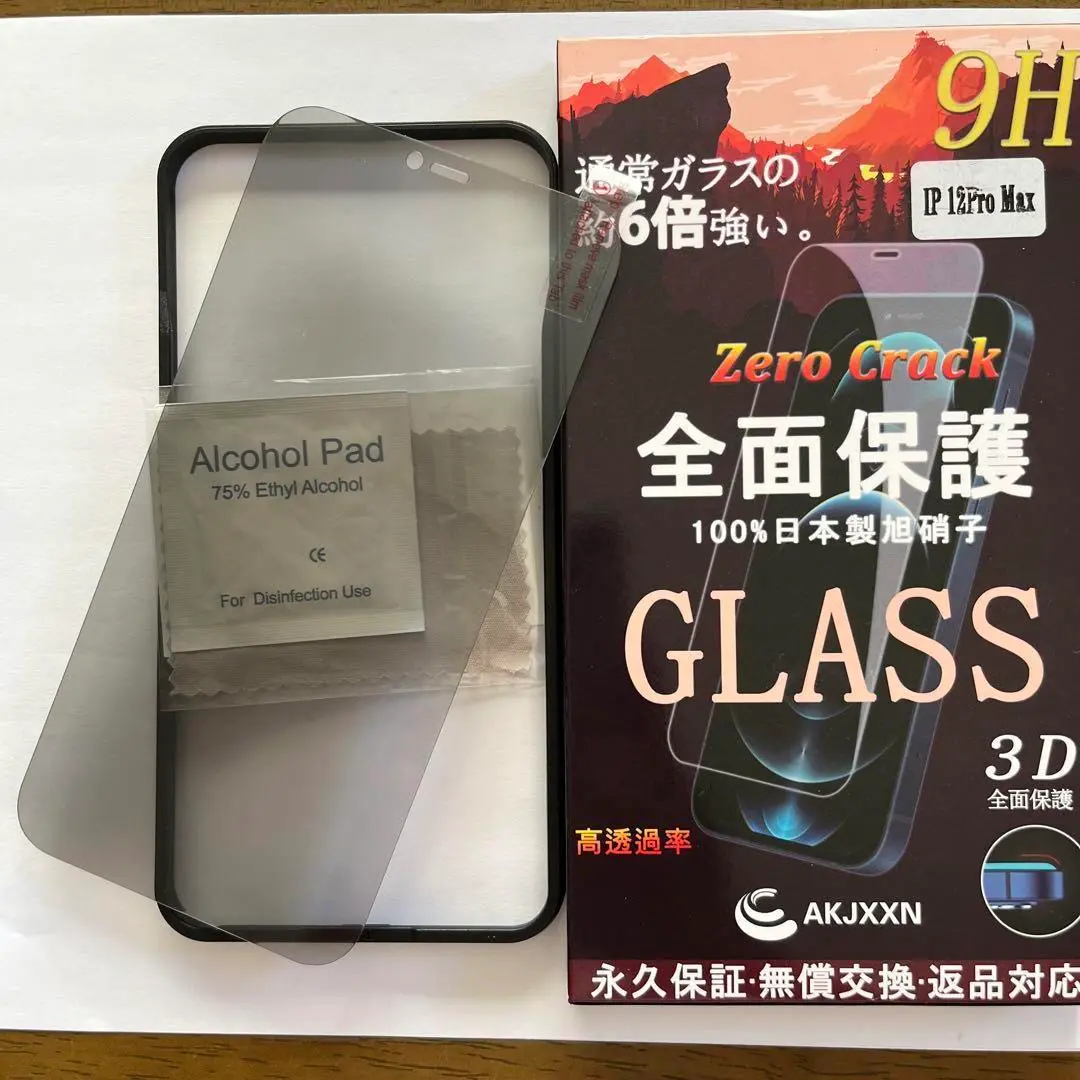 9H
IP 12Pro Max
通常ガラスの
約6倍強い。
Zero Crack
全面保護
100%日本製旭硝子
GLASS
3D
全面保護
高透過率
AKJXXN
永久保証·無償交換·返品対応
Alcohol Pad
75% Ethyl Alcohol
CE
For Disinfection Use